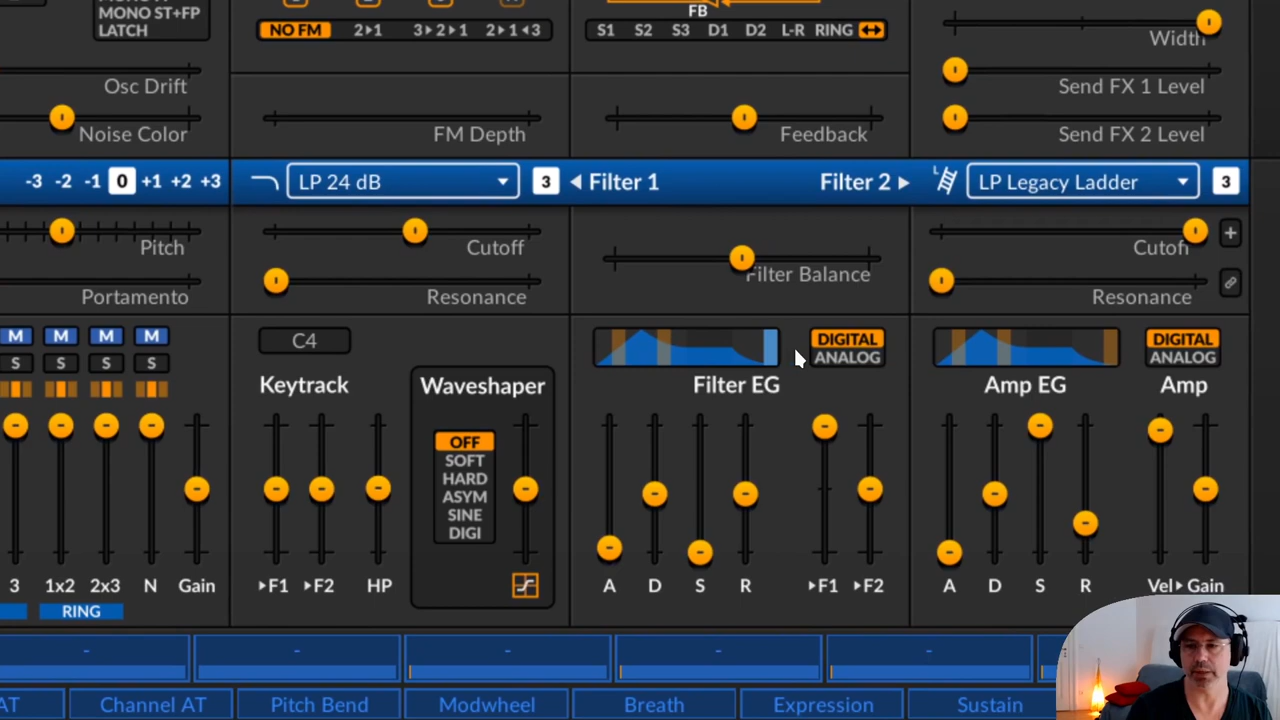 MONO ST+FP
LATCH
FB
NO FM 2▸1 3▸2▸1 2▸1◂3
S1 S2 S3 D1 D2 L-R RING
Width
Osc Drift
Send FX 1 Level
Noise Color
FM Depth
Feedback
Send FX 2 Level
-3 -2 -1 0 +1 +2 +3
LP 24 dB
3
Filter 1
Filter 2
LP Legacy Ladder
3
Pitch
Cutoff
Filter Balance
Cutoff
+
Portamento
Resonance
Resonance
M M M M
S S S S
C4
Keytrack
Waveshaper
OFF
SOFT
HARD
ASYM
SINE
DIGI
DIGITAL
ANALOG
Filter EG
DIGITAL
ANALOG
Amp EG
Amp
3 1x2 2x3 N Gain
▸F1 ▸F2 HP
A D S R ▸F1 ▸F2
A D S R Vel▸Gain
RING
- - - - -
AT Channel AT Pitch Bend Modwheel Breath Expression Sustain